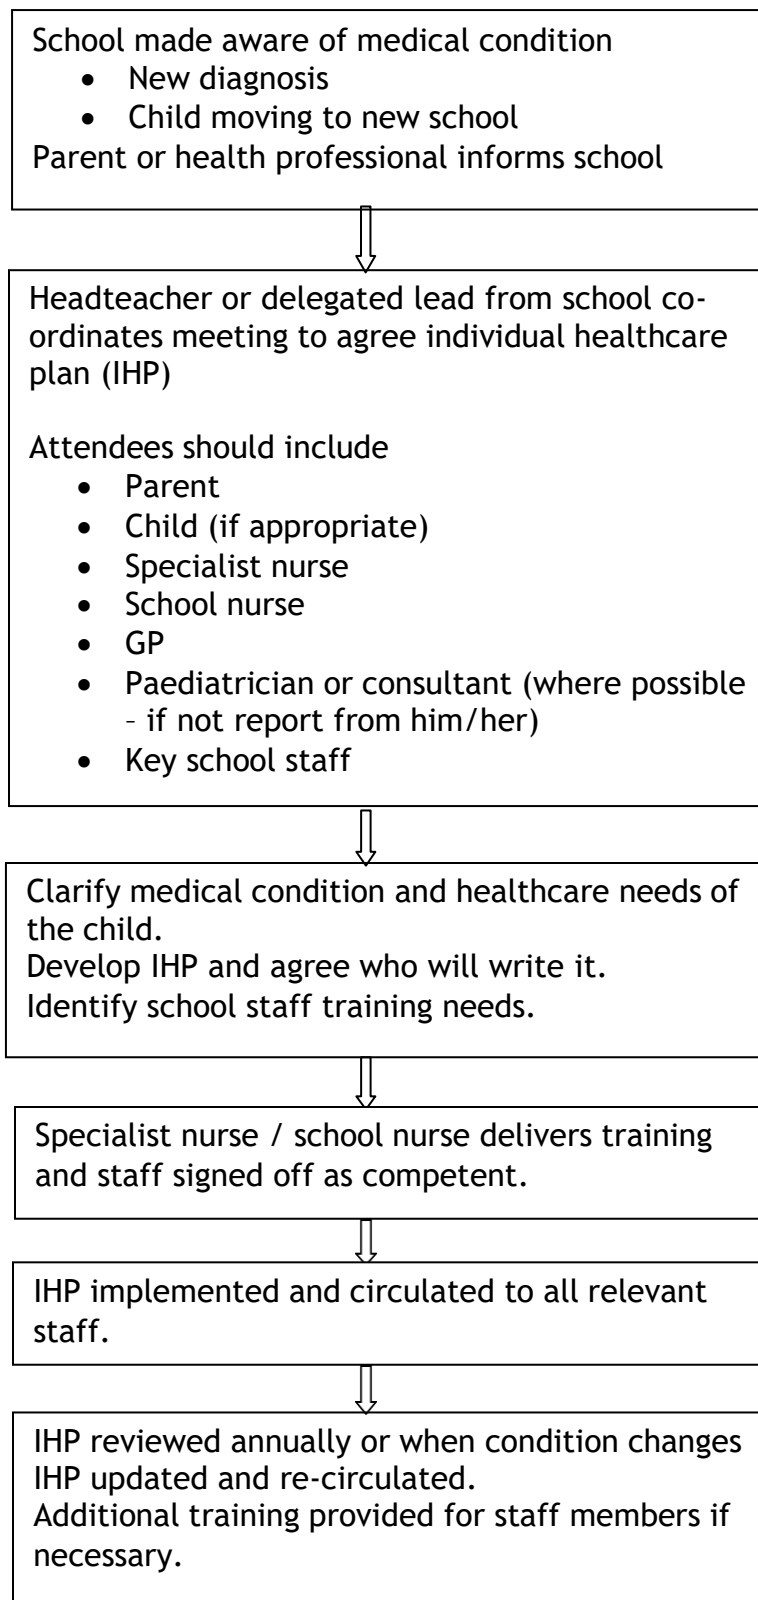 School made aware of medical condition
• New diagnosis
• Child moving to new school
Parent or health professional informs school
Headteacher or delegated lead from school co-
ordinates meeting to agree individual healthcare
plan (IHP)
Attendees should include
• Parent
• Child (if appropriate)
• Specialist nurse
• School nurse
• GP
• Paediatrician or consultant (where possible
– if not report from him/her)
• Key school staff
Clarify medical condition and healthcare needs of
the child.
Develop IHP and agree who will write it.
Identify school staff training needs.
Specialist nurse / school nurse delivers training
and staff signed off as competent.
IHP implemented and circulated to all relevant
staff.
IHP reviewed annually or when condition changes
IHP updated and re-circulated.
Additional training provided for staff members if
necessary.